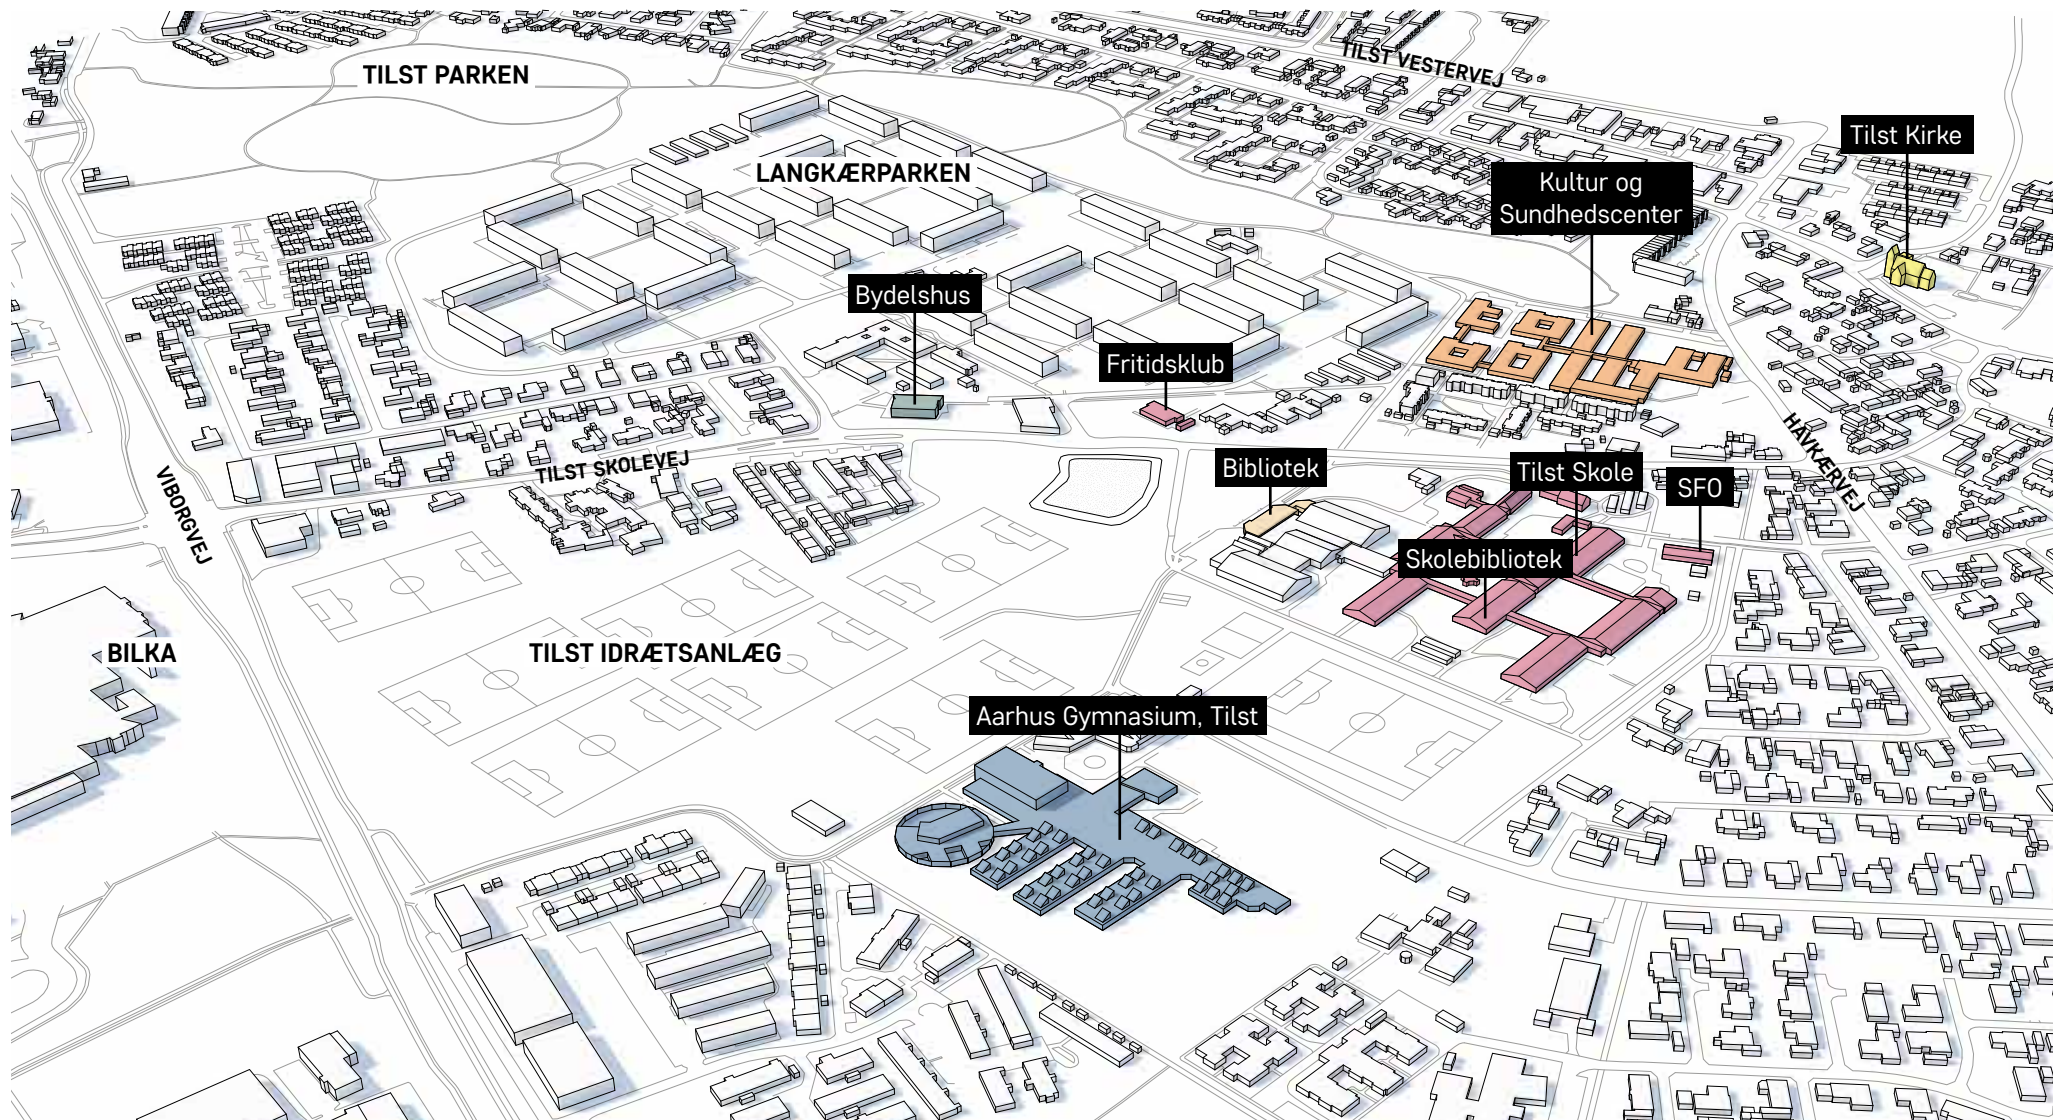 TILST VESTERVEJ
TILST PARKEN
Tilst Kirke
LANGKÆRPARKEN
Kultur og
Sundhedscenter
Bydelshus
Fritidsklub
HAVKÆRVEJ
TILST SKOLEVEJ
Bibliotek
Tilst Skole
SFO
VIBORGVEJ
Skolebibliotek
BILKA
TILST IDRÆTSANLÆG
Aarhus Gymnasium, Tilst